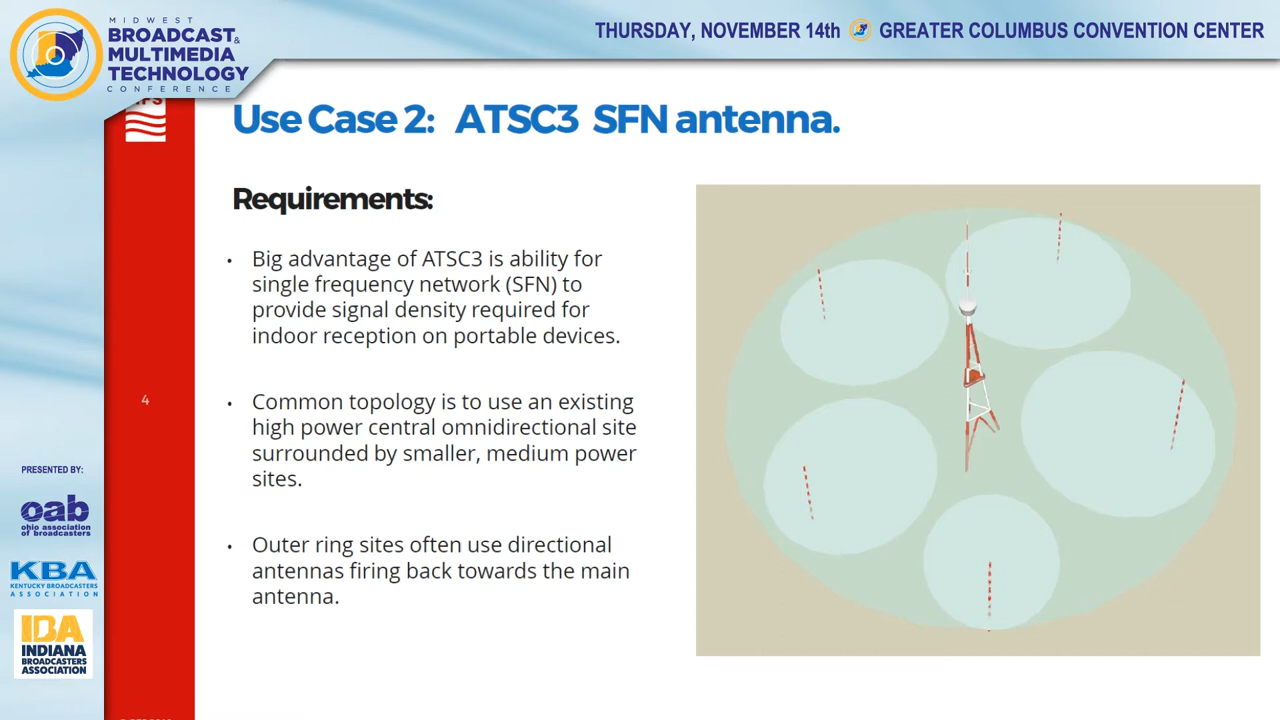 MIDWEST
BROADCAST &
MULTIMEDIA
TECHNOLOGY
CONFERENCE
THURSDAY, NOVEMBER 14th GREATER COLUMBUS CONVENTION CENTER
Use Case 2: ATSC3 SFN antenna.
Requirements:
• Big advantage of ATSC3 is ability for
single frequency network (SFN) to
provide signal density required for
indoor reception on portable devices.
• Common topology is to use an existing
high power central omnidirectional site
surrounded by smaller, medium power
sites.
• Outer ring sites often use directional
antennas firing back towards the main
antenna.
4
PRESENTED BY:
oab
ohio association
of broadcasters
KBA
KENTUCKY BROADCASTERS
ASSOCIATION
IBA
INDIANA
BROADCASTERS
ASSOCIATION